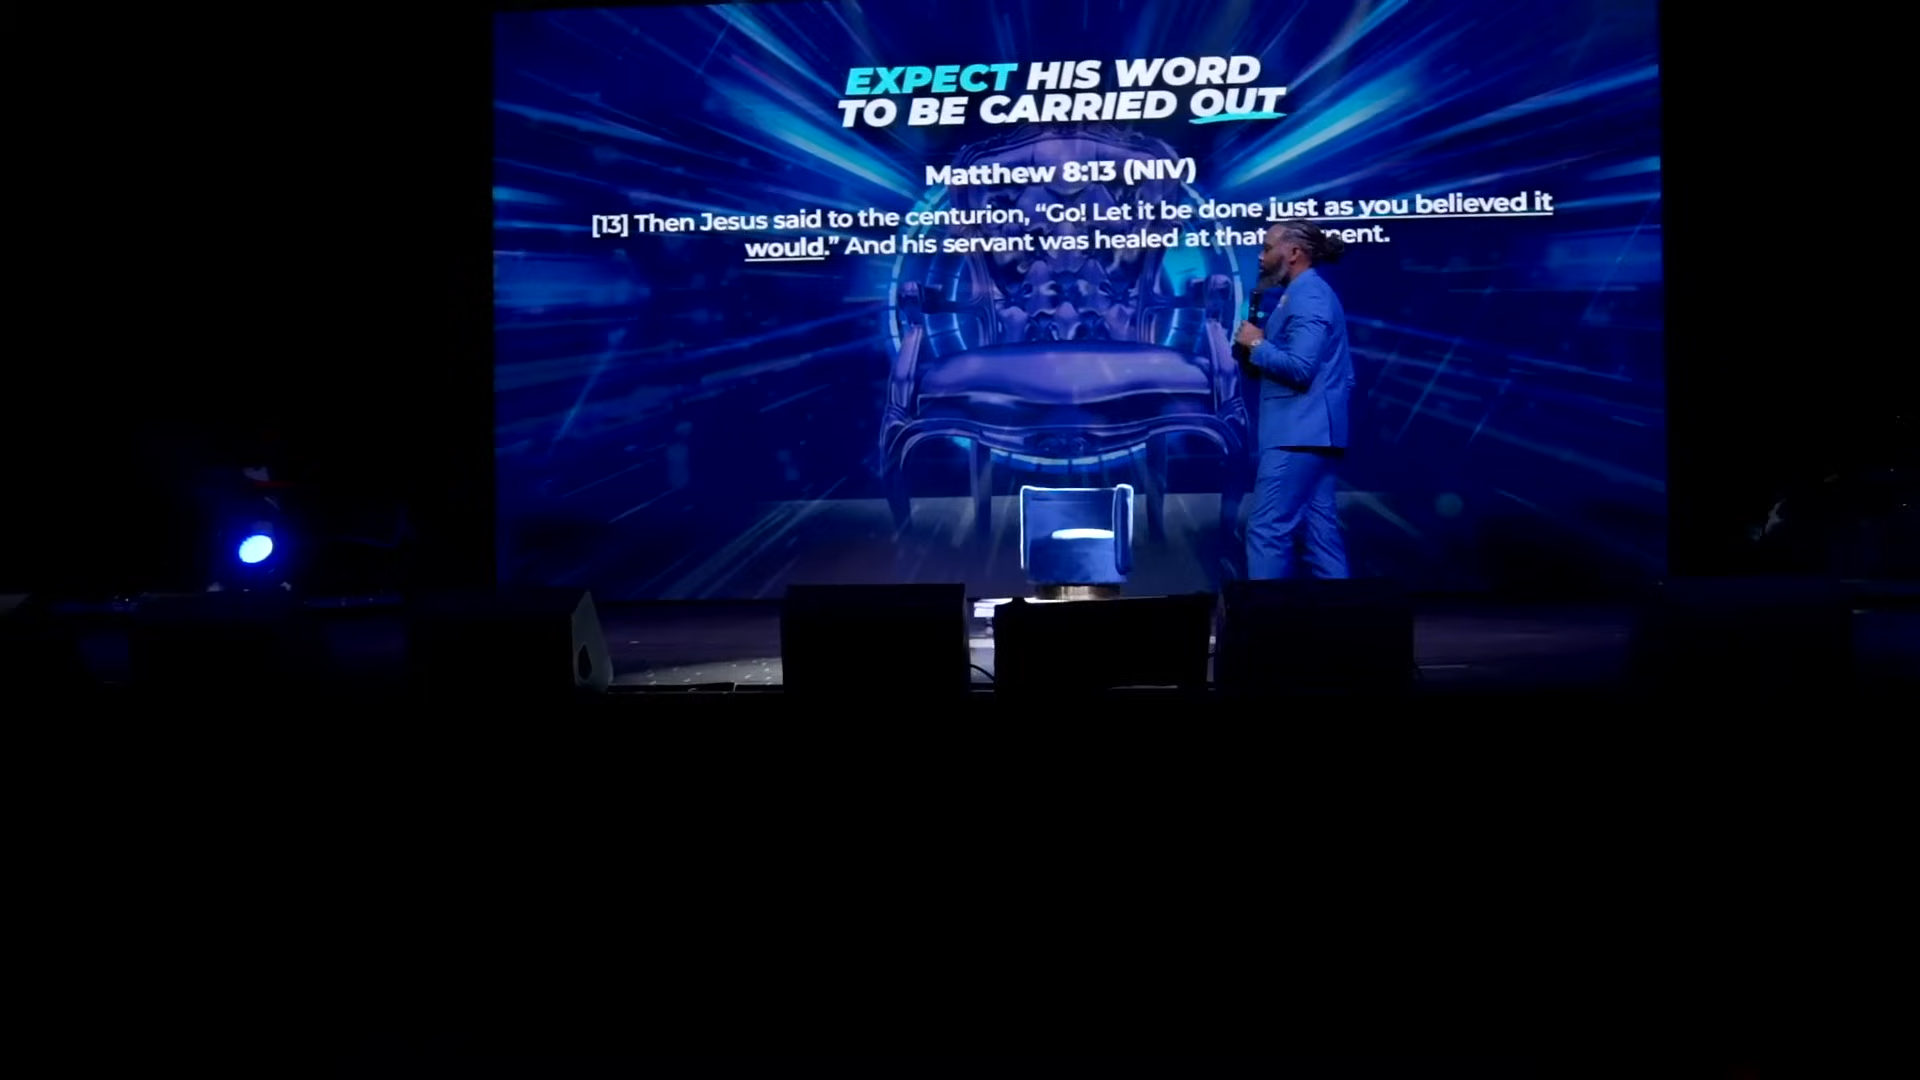 EXPECT HIS WORD
TO BE CARRIED OUT
Matthew 8:13 (NIV)
[13] Then Jesus said to the centurion, “Go! Let it be done just as you believed it
would.” And his servant was healed at that